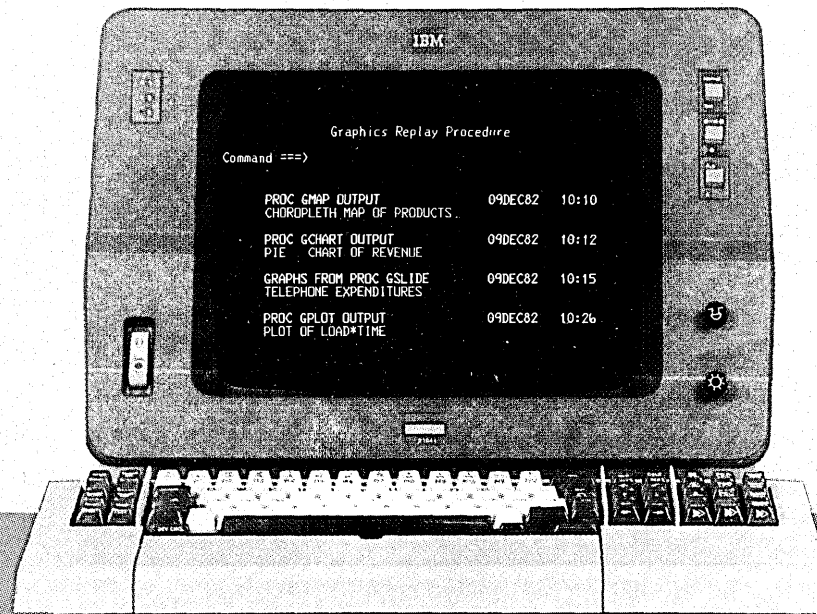 IBM
Graphics Replay Procedure
Command ===>
PROC GMAP OUTPUT 09DEC82 10:10
CHOROPLETH MAP OF PRODUCTS.
PROC GCHART OUTPUT 09DEC82 10:12
PIE CHART OF REVENUE
GRAPHS FROM PROC GSLIDE 09DEC82 10:15
TELEPHONE EXPENDITURES
PROC GPLOT OUTPUT 09DEC82 10:26
PLOT OF LOAD*TIME